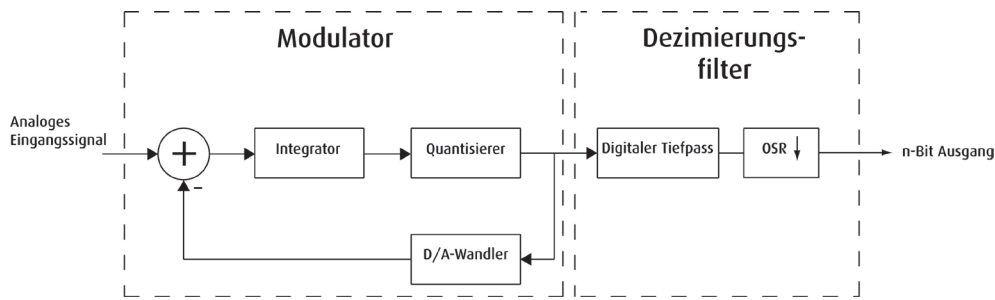 Modulator
Dezimierungs-
filter
Analoges
Eingangssignal
+
Integrator
Quantisierer
Digitaler Tiefpass
OSR ↓
n-Bit Ausgang
–
D/A-Wandler